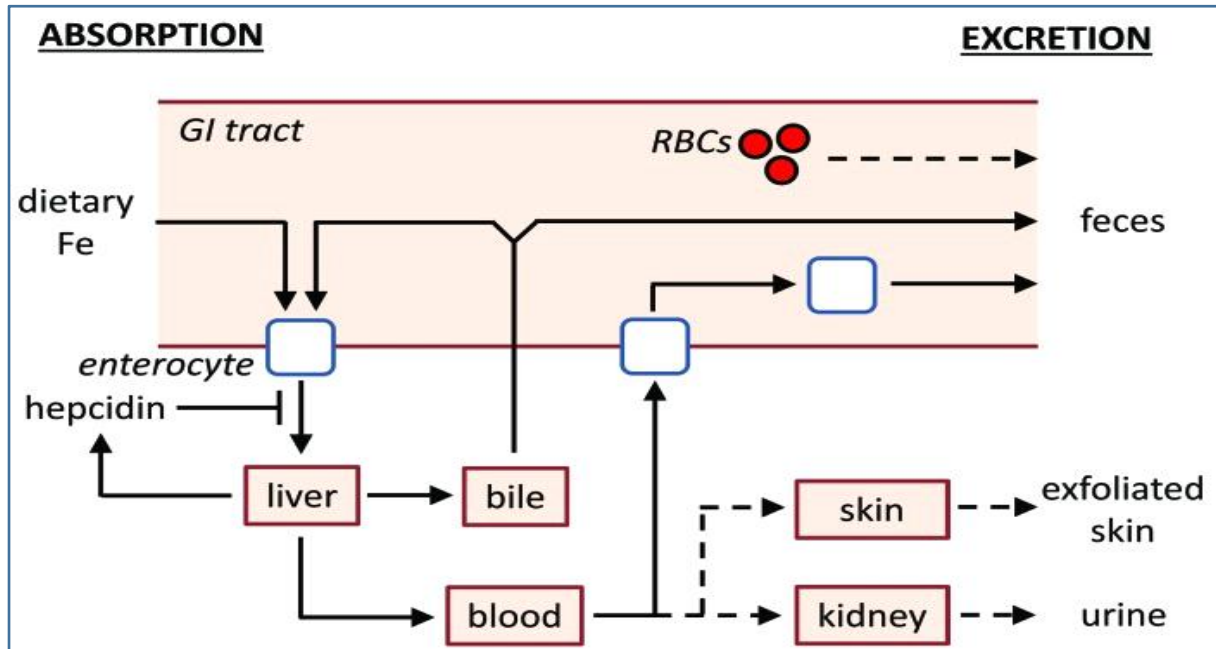 ABSORPTION
EXCRETION
GI tract
RBCs
dietary
Fe
feces
enterocyte
hepcidin
liver
bile
skin
exfoliated
skin
blood
kidney
urine